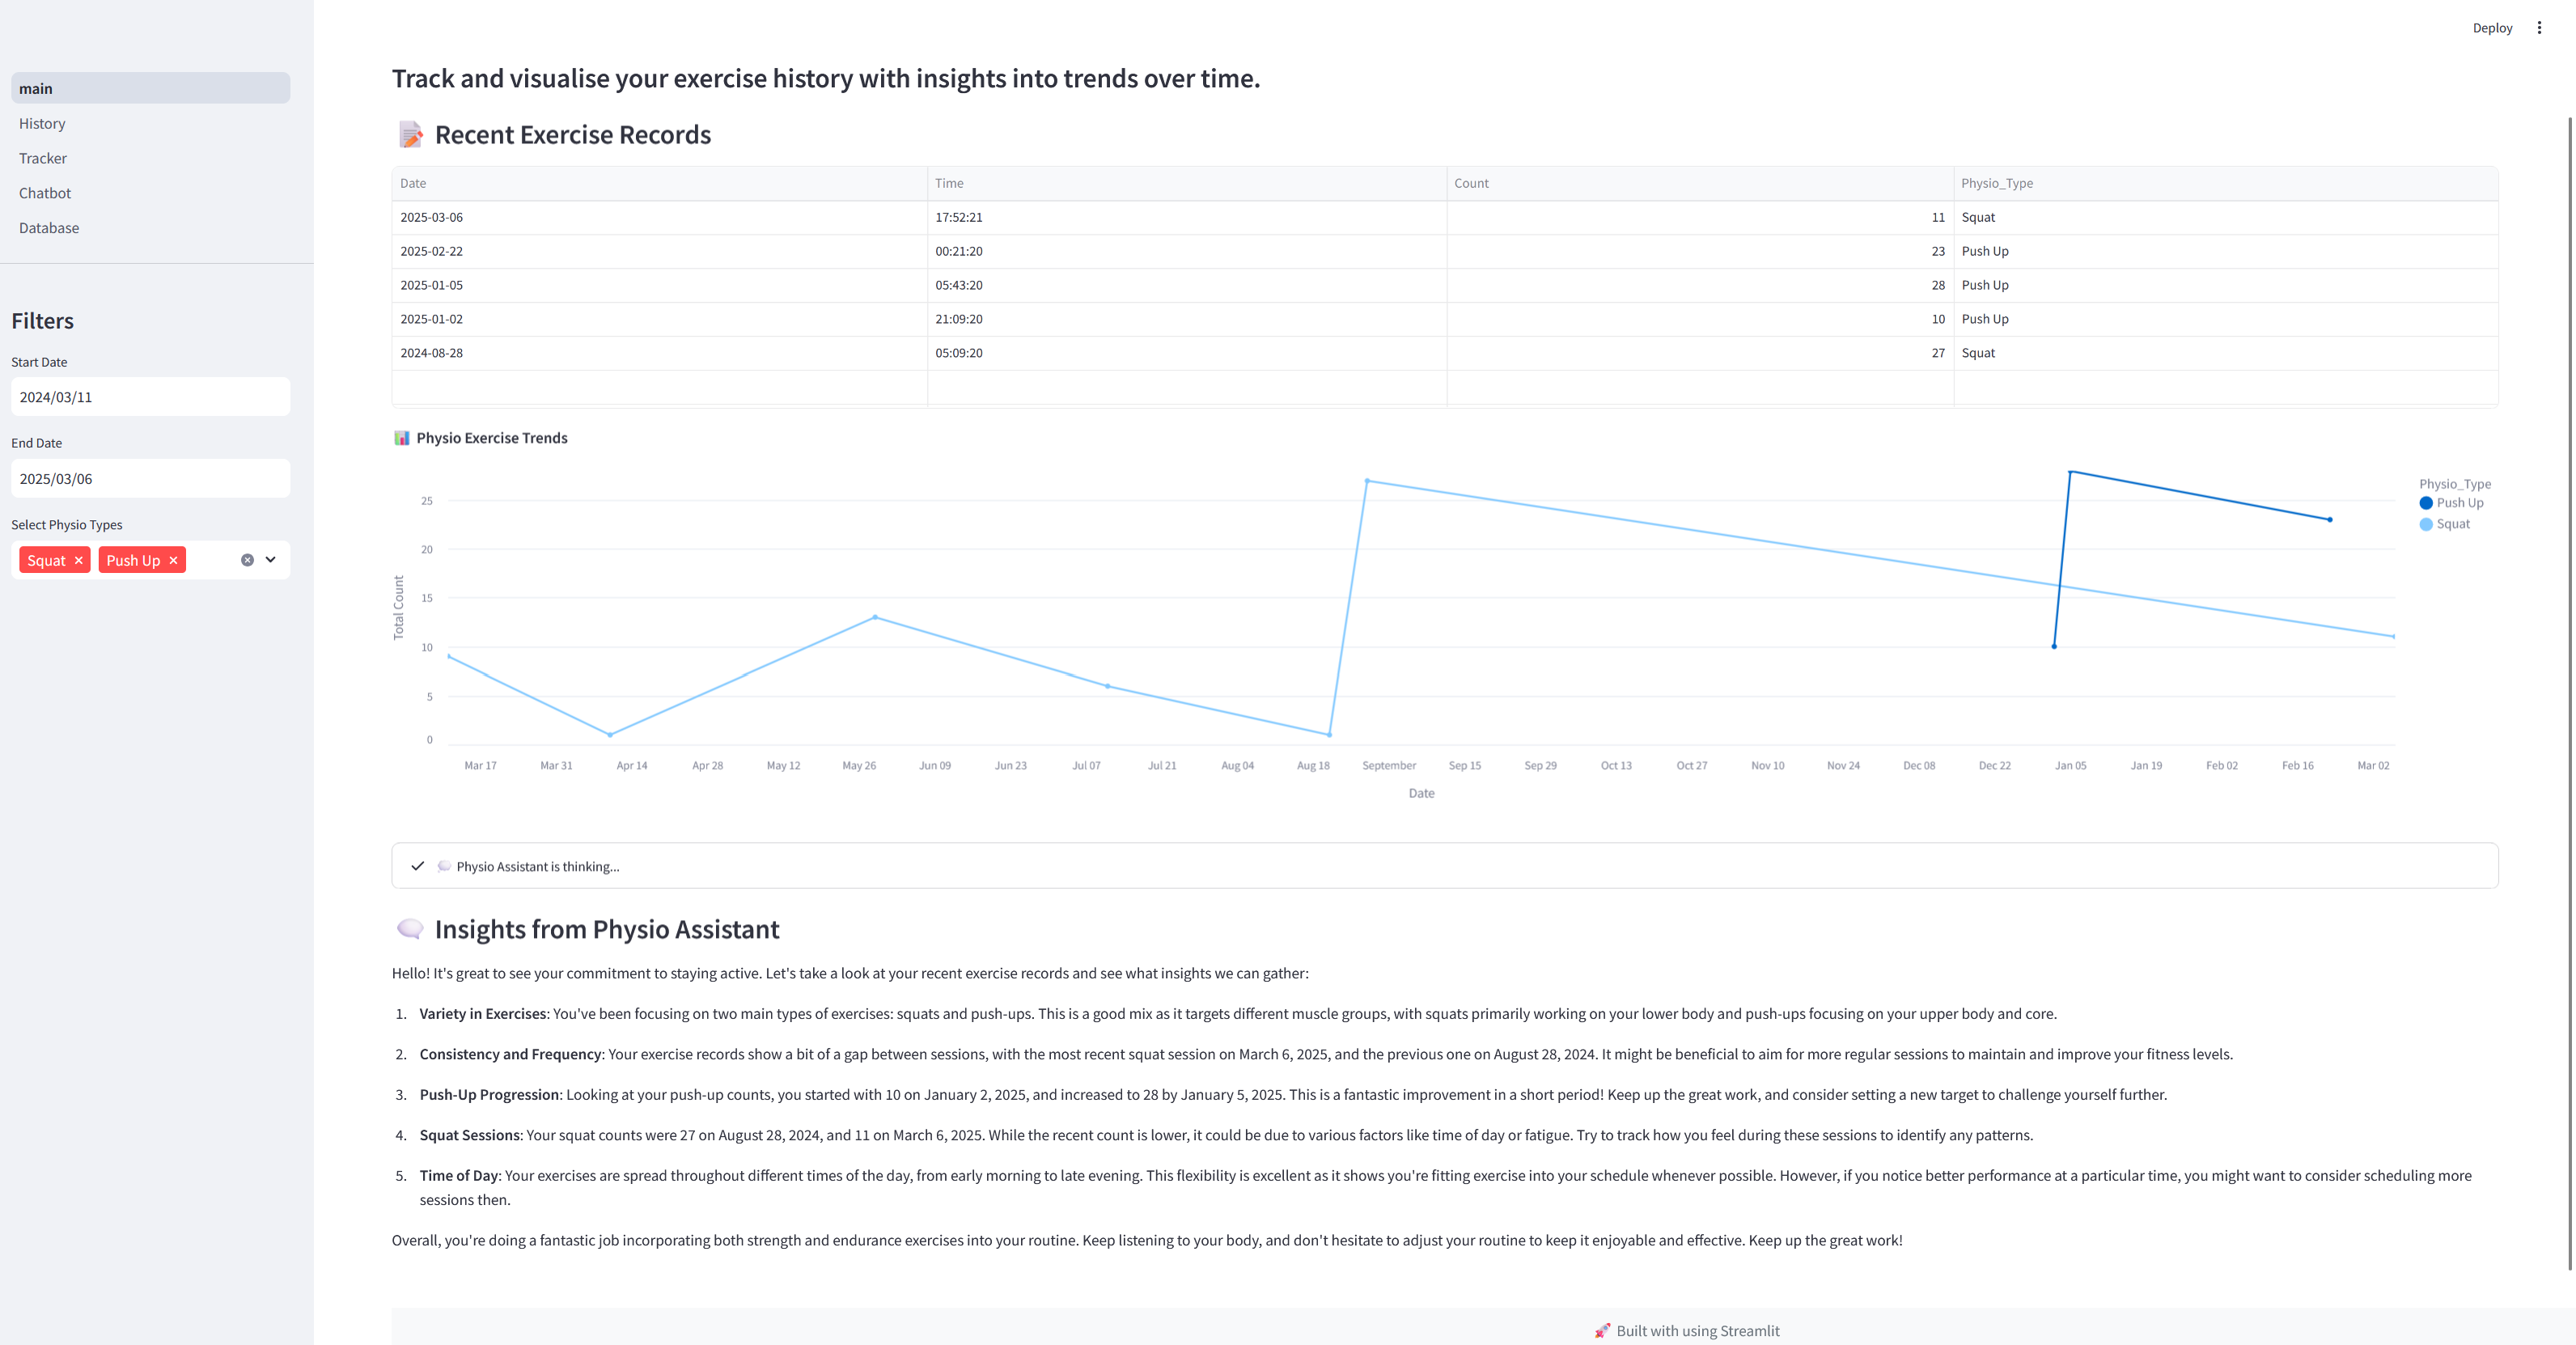 Deploy
main
History
Tracker
Chatbot
Database
Filters
Start Date
2024/03/11
End Date
2025/03/06
Select Physio Types
Squat
Push Up
Track and visualise your exercise history with insights into trends over time.
Recent Exercise Records
Date Time Count Physio_Type
2025-03-06 17:52:21 11 Squat
2025-02-22 00:21:20 23 Push Up
2025-01-05 05:43:20 28 Push Up
2025-01-02 21:09:20 10 Push Up
2024-08-28 05:09:20 27 Squat
Physio Exercise Trends
Total Count
25
20
15
10
5
0
Mar 17 Mar 31 Apr 14 Apr 28 May 12 May 26 Jun 09 Jun 23 Jul 07 Jul 21 Aug 04 Aug 18 September Sep 15 Sep 29 Oct 13 Oct 27 Nov 10 Nov 24 Dec 08 Dec 22 Jan 05 Jan 19 Feb 02 Feb 16 Mar 02
Date
Physio_Type
Push Up
Squat
Physio Assistant is thinking...
Insights from Physio Assistant
Hello! It's great to see your commitment to staying active. Let's take a look at your recent exercise records and see what insights we can gather:
1. Variety in Exercises: You've been focusing on two main types of exercises: squats and push-ups. This is a good mix as it targets different muscle groups, with squats primarily working on your lower body and push-ups focusing on your upper body and core.
2. Consistency and Frequency: Your exercise records show a bit of a gap between sessions, with the most recent squat session on March 6, 2025, and the previous one on August 28, 2024. It might be beneficial to aim for more regular sessions to maintain and improve your fitness levels.
3. Push-Up Progression: Looking at your push-up counts, you started with 10 on January 2, 2025, and increased to 28 by January 5, 2025. This is a fantastic improvement in a short period! Keep up the great work, and consider setting a new target to challenge yourself further.
4. Squat Sessions: Your squat counts were 27 on August 28, 2024, and 11 on March 6, 2025. While the recent count is lower, it could be due to various factors like time of day or fatigue. Try to track how you feel during these sessions to identify any patterns.
5. Time of Day: Your exercises are spread throughout different times of the day, from early morning to late evening. This flexibility is excellent as it shows you're fitting exercise into your schedule whenever possible. However, if you notice better performance at a particular time, you might want to consider scheduling more
sessions then.
Overall, you're doing a fantastic job incorporating both strength and endurance exercises into your routine. Keep listening to your body, and don't hesitate to adjust your routine to keep it enjoyable and effective. Keep up the great work!
Built with using Streamlit